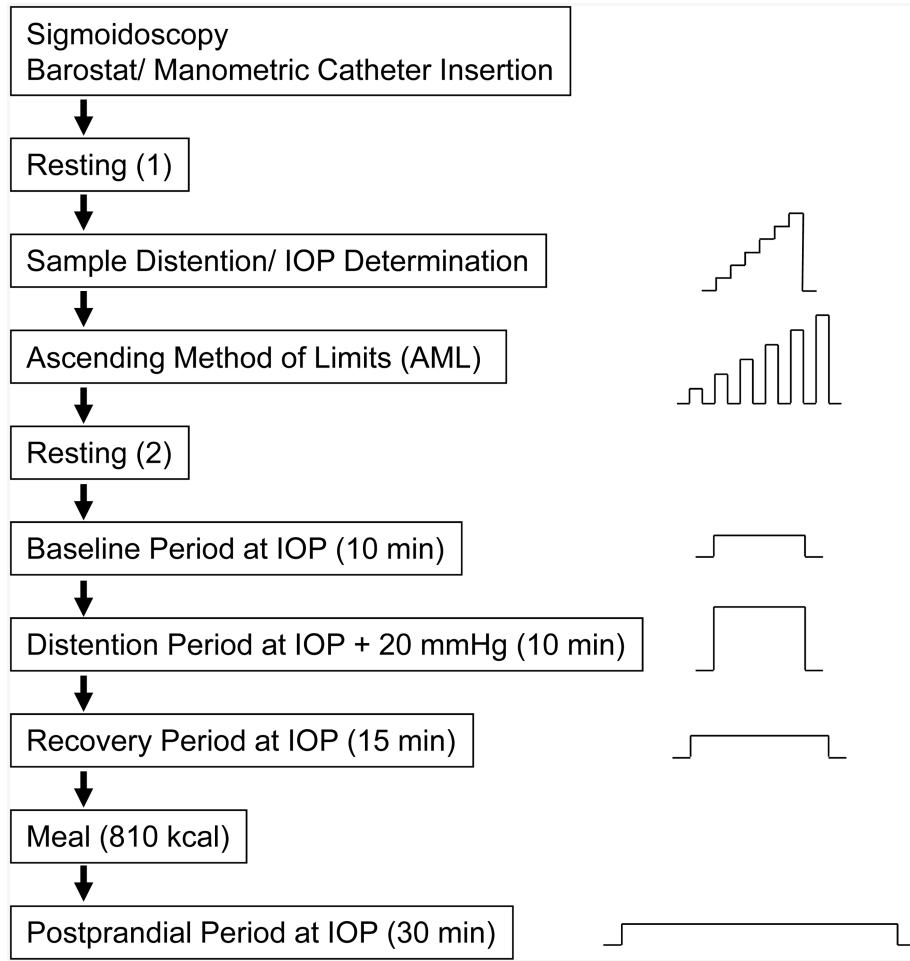 Sigmoidoscopy
Barostat/ Manometric Catheter Insertion
Resting (1)
Sample Distention/ IOP Determination
Ascending Method of Limits (AML)
Resting (2)
Baseline Period at IOP (10 min)
Distention Period at IOP + 20 mmHg (10 min)
Recovery Period at IOP (15 min)
Meal (810 kcal)
Postprandial Period at IOP (30 min)